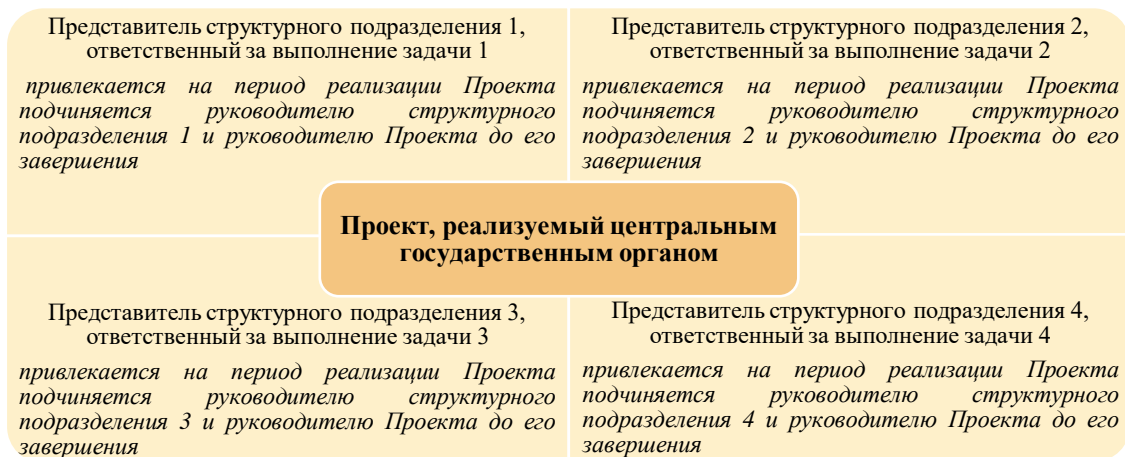 Представитель структурного подразделения 1,
ответственный за выполнение задачи 1
привлекается на период реализации Проекта
подчиняется руководителю структурного
подразделения 1 и руководителю Проекта до его
завершения
Представитель структурного подразделения 2,
ответственный за выполнение задачи 2
привлекается на период реализации Проекта
подчиняется руководителю структурного
подразделения 2 и руководителю Проекта до его
завершения
Проект, реализуемый центральным
государственным органом
Представитель структурного подразделения 3,
ответственный за выполнение задачи 3
привлекается на период реализации Проекта
подчиняется руководителю структурного
подразделения 3 и руководителю Проекта до его
завершения
Представитель структурного подразделения 4,
ответственный за выполнение задачи 4
привлекается на период реализации Проекта
подчиняется руководителю структурного
подразделения 4 и руководителю Проекта до его
завершения